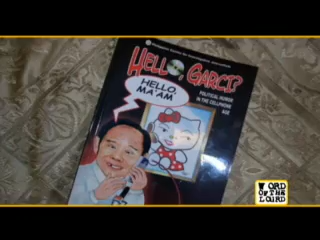 HELLO, GARCI?
HELLO,
MA'AM
POLITICAL HUMOR
IN THE CELLPHONE
AGE
WORD
OF THE
LOURD